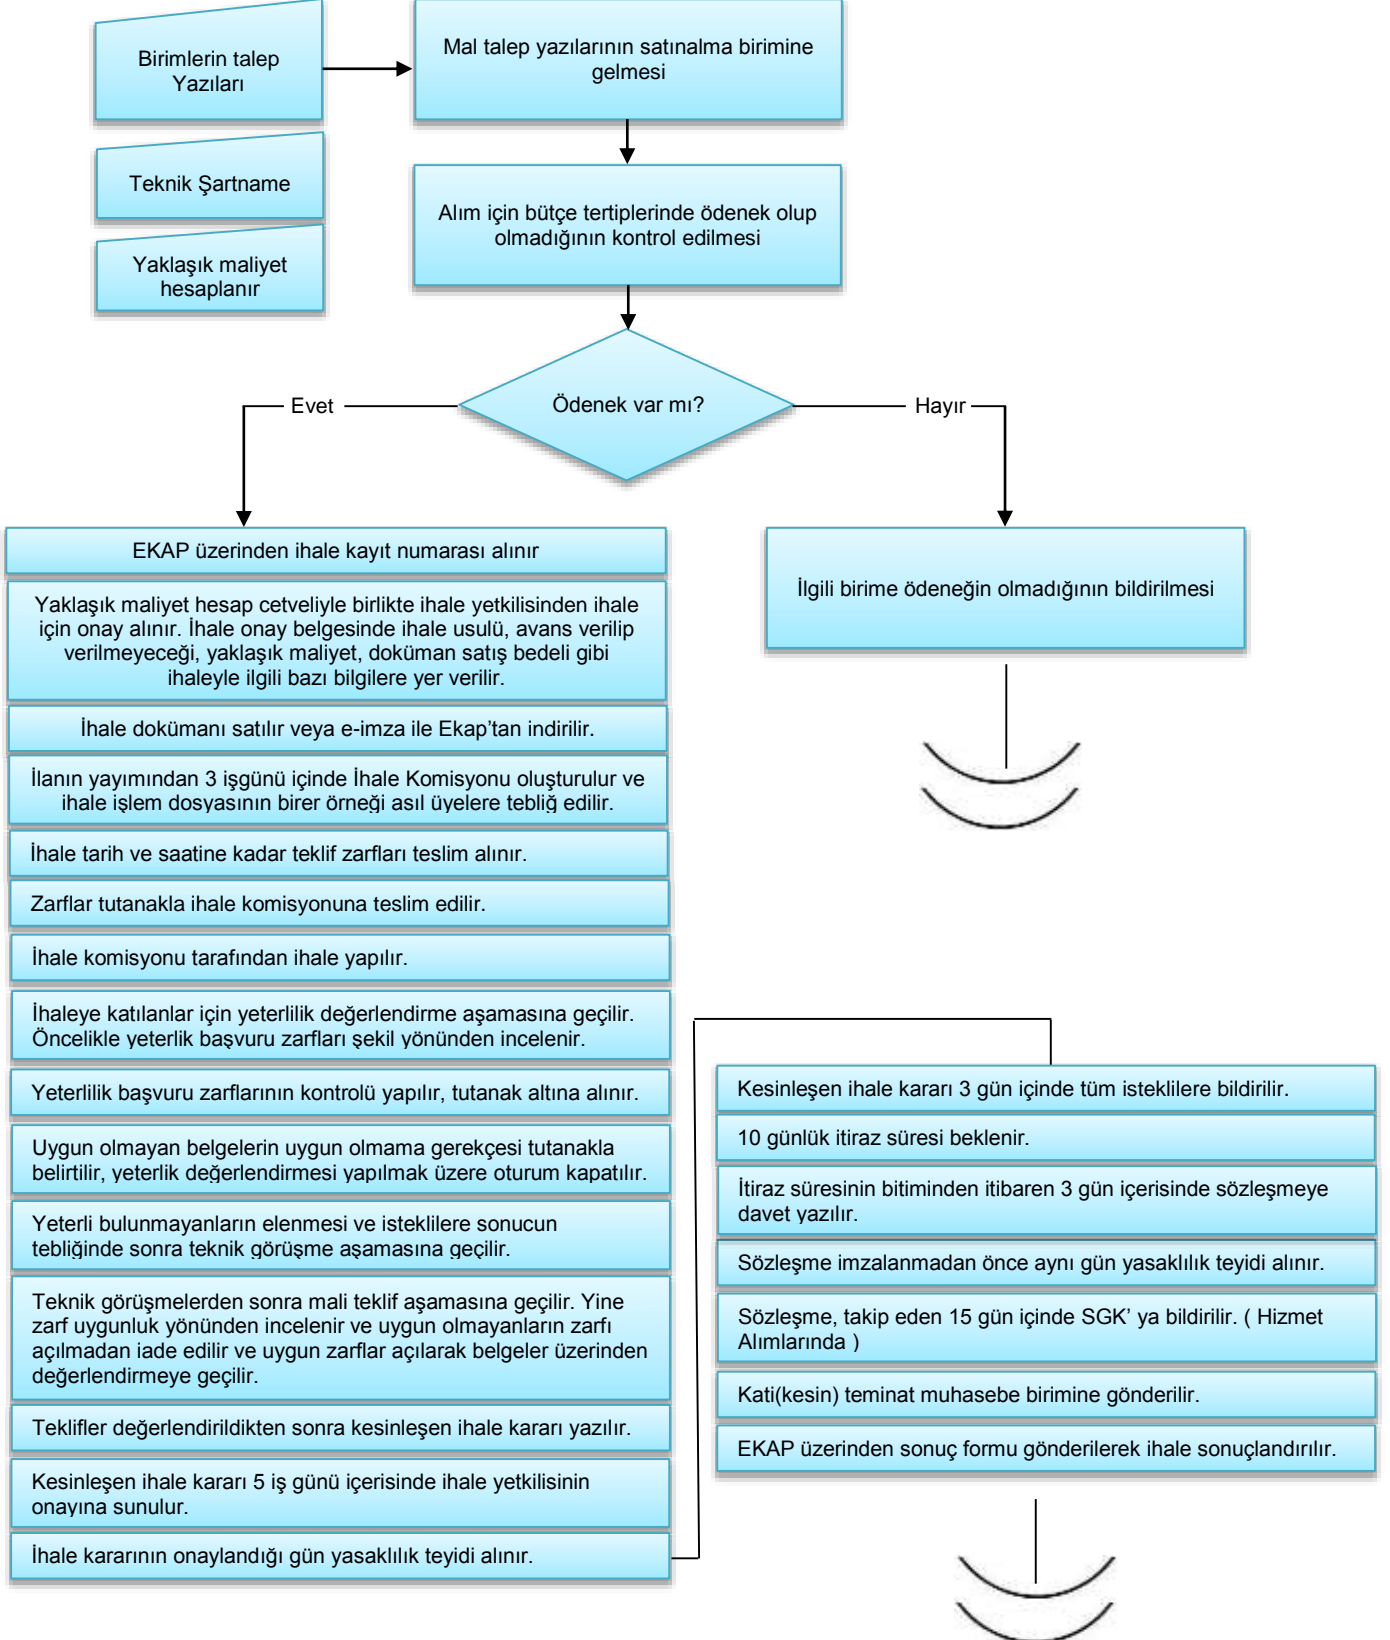 Birimlerin talep
Yazıları
Mal talep yazılarının satınalma birimine
gelmesi
Teknik Şartname
Yaklaşık maliyet
hesaplanır
Alım için bütçe tertiplerinde ödenek olup
olmadığının kontrol edilmesi
Ödenek var mı?
Evet
Hayır
EKAP üzerinden ihale kayıt numarası alınır
Yaklaşık maliyet hesap cetveliyle birlikte ihale yetkilisinden ihale
için onay alınır. İhale onay belgesinde ihale usulü, avans verilip
verilmeyeceği, yaklaşık maliyet, doküman satış bedeli gibi
ihaleyle ilgili bazı bilgilere yer verilir.
İhale dokümanı satılır veya e-imza ile Ekap’tan indirilir.
İlanın yayımından 3 işgünü içinde İhale Komisyonu oluşturulur ve
ihale işlem dosyasının birer örneği asıl üyelere tebliğ edilir.
İhale tarih ve saatine kadar teklif zarfları teslim alınır.
Zarflar tutanakla ihale komisyonuna teslim edilir.
İhale komisyonu tarafından ihale yapılır.
İhaleye katılanlar için yeterlilik değerlendirme aşamasına geçilir.
Öncelikle yeterlik başvuru zarfları şekil yönünden incelenir.
Yeterlilik başvuru zarflarının kontrolü yapılır, tutanak altına alınır.
Uygun olmayan belgelerin uygun olmama gerekçesi tutanakla
belirtilir, yeterlik değerlendirmesi yapılmak üzere oturum kapatılır.
Yeterli bulunmayanların elenmesi ve isteklilere sonucun
tebliğinde sonra teknik görüşme aşamasına geçilir.
Teknik görüşmelerden sonra mali teklif aşamasına geçilir. Yine
zarf uygunluk yönünden incelenir ve uygun olmayanların zarfı
açılmadan iade edilir ve uygun zarflar açılarak belgeler üzerinden
değerlendirmeye geçilir.
Teklifler değerlendirildikten sonra kesinleşen ihale kararı yazılır.
Kesinleşen ihale kararı 5 iş günü içerisinde ihale yetkilisinin
onayına sunulur.
İhale kararının onaylandığı gün yasaklılık teyidi alınır.
İlgili birime ödeneğin olmadığının bildirilmesi
Kesinleşen ihale kararı 3 gün içinde tüm isteklilere bildirilir.
10 günlük itiraz süresi beklenir.
İtiraz süresinin bitiminden itibaren 3 gün içerisinde sözleşmeye
davet yazılır.
Sözleşme imzalanmadan önce aynı gün yasaklılık teyidi alınır.
Sözleşme, takip eden 15 gün içinde SGK’ ya bildirilir. ( Hizmet
Alımlarında )
Kati(kesin) teminat muhasebe birimine gönderilir.
EKAP üzerinden sonuç formu gönderilerek ihale sonuçlandırılır.